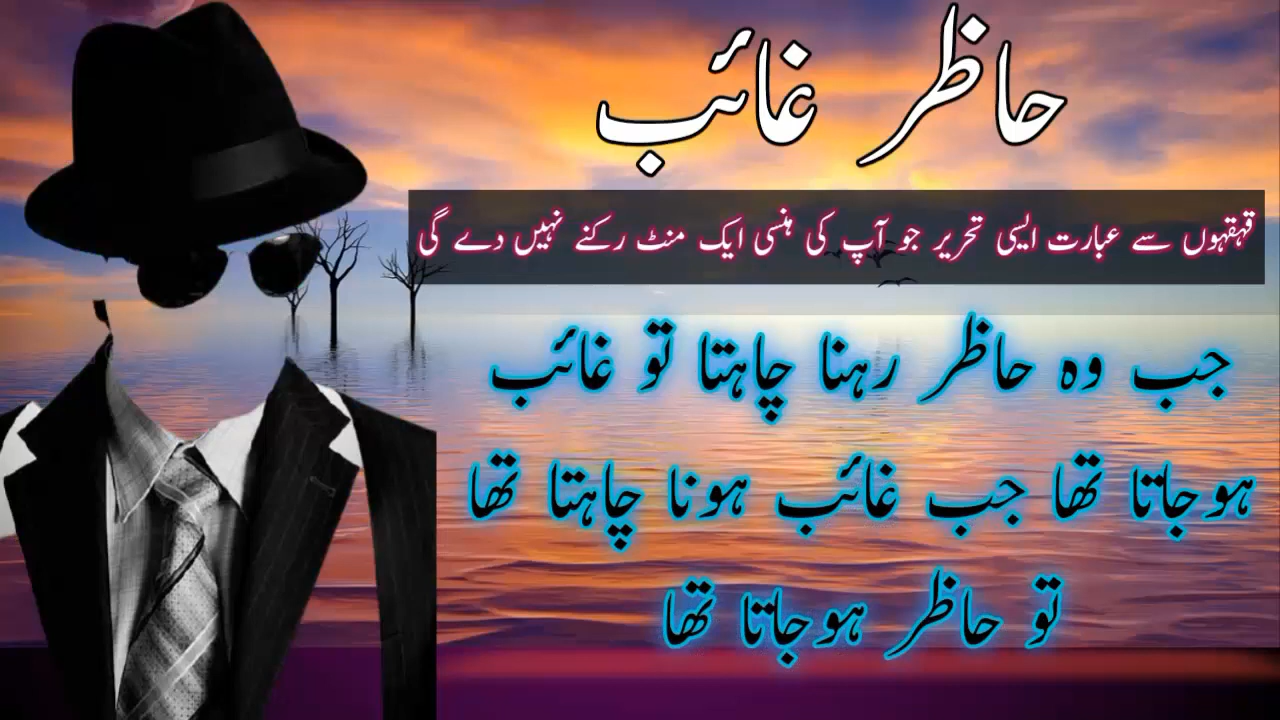 حاظر غائب
قہقہوں سے عبارت ایسی تحریر جو آپ کی ہنسی ایک منٹ رکنے نہیں دے گی
جب وہ حاظر رہنا چاہتا تو غائب
ہوجاتا تھا جب غائب ہونا چاہتا تھا
تو حاظر ہوجاتا تھا